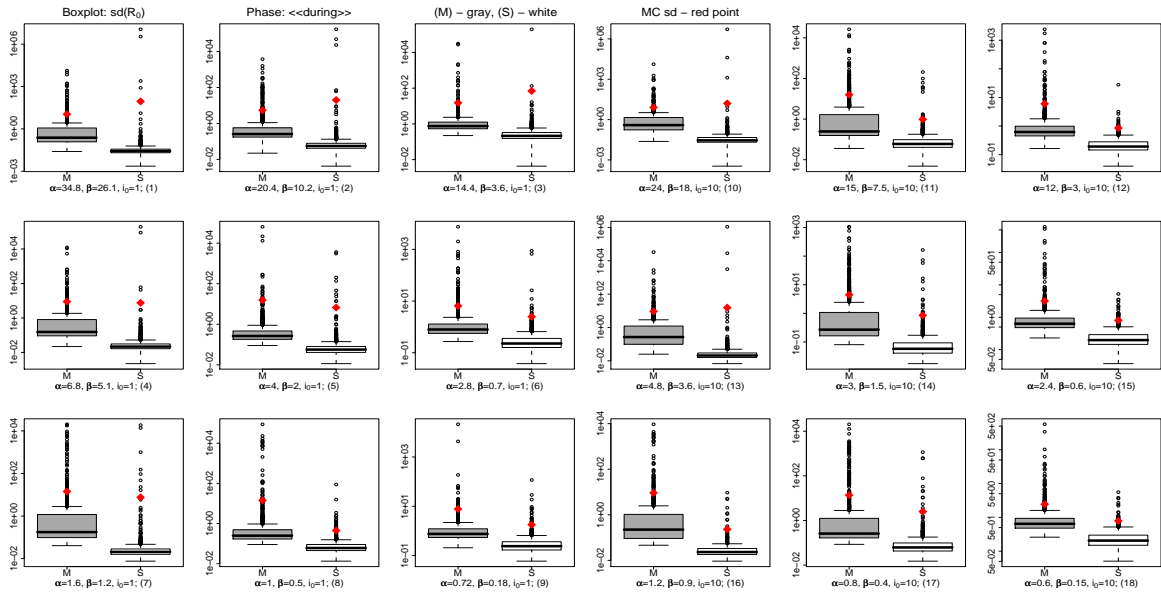 Boxplot: sd(R₀)
Phase: <<during>>
(M) − gray, (S) − white
MC sd − red point
1e−03 1e+00 1e+03 1e+06
M S
α=34.8, β=26.1, i₀=1; (1)
1e−02 1e+00 1e+02 1e+04
M S
α=20.4, β=10.2, i₀=1; (2)
1e−02 1e+00 1e+02 1e+04
M S
α=14.4, β=3.6, i₀=1; (3)
1e−03 1e+00 1e+03 1e+06
M S
α=24, β=18, i₀=10; (10)
1e−02 1e+00 1e+02 1e+04
M S
α=15, β=7.5, i₀=10; (11)
1e−01 1e+01 1e+03
M S
α=12, β=3, i₀=10; (12)
1e−02 1e+00 1e+02 1e+04
M S
α=6.8, β=5.1, i₀=1; (4)
1e−02 1e+00 1e+02 1e+04
M S
α=4, β=2, i₀=1; (5)
1e−01 1e+01 1e+03
M S
α=2.8, β=0.7, i₀=1; (6)
1e−02 1e+00 1e+02 1e+04 1e+06
M S
α=4.8, β=3.6, i₀=10; (13)
1e−01 1e+01 1e+03
M S
α=3, β=1.5, i₀=10; (14)
5e−02 1e+00 5e+01
M S
α=2.4, β=0.6, i₀=10; (15)
1e−02 1e+00 1e+02 1e+04
M S
α=1.6, β=1.2, i₀=1; (7)
1e−02 1e+00 1e+02 1e+04
M S
α=1, β=0.5, i₀=1; (8)
1e−01 1e+01 1e+03
M S
α=0.72, β=0.18, i₀=1; (9)
1e−02 1e+00 1e+02 1e+04
M S
α=1.2, β=0.9, i₀=10; (16)
1e−02 1e+00 1e+02 1e+04
M S
α=0.8, β=0.4, i₀=10; (17)
5e−02 5e−01 5e+00 5e+01 5e+02
M S
α=0.6, β=0.15, i₀=10; (18)